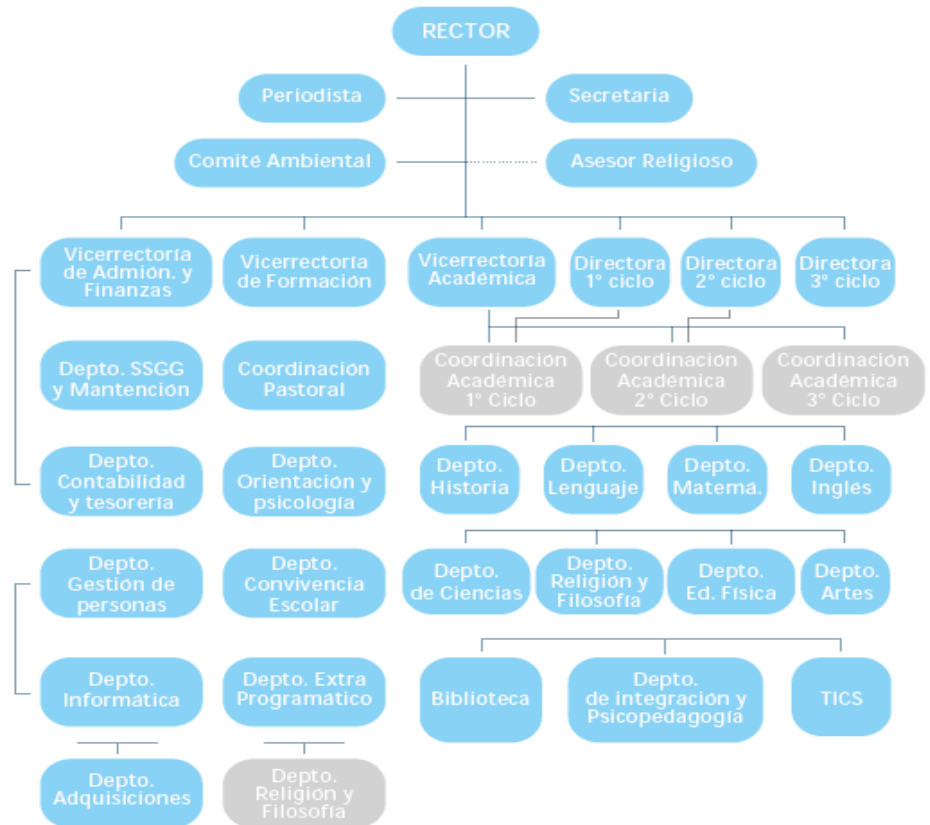 RECTOR
Periodista
Secretaria
Comité Ambiental
Asesor Religioso
Vicerrectoría
de Admión. y
Finanzas
Vicerrectoría
de Formación
Vicerrectoría
Académica
Directora
1° ciclo
Directora
2° ciclo
Directora
3° ciclo
Depto. SSGG
y Mantención
Coordinación
Pastoral
Coordinación
Académica
1° Ciclo
Coordinación
Académica
2° Ciclo
Coordinación
Académica
3° Ciclo
Depto.
Contabilidad
y tesorería
Depto.
Orientación y
psicología
Depto.
Historia
Depto.
Lenguaje
Depto.
Matemá.
Depto.
Inglés
Depto.
Gestión de
personas
Depto.
Convivencia
Escolar
Depto.
de Ciencias
Depto.
Religión y
Filosofía
Depto.
Ed. Física
Depto.
Artes
Depto.
Informática
Depto. Extra
Programático
Biblioteca
Depto.
de integración y
Psicopedagogía
TICS
Depto.
Adquisiciones
Depto.
Religión y
Filosofía